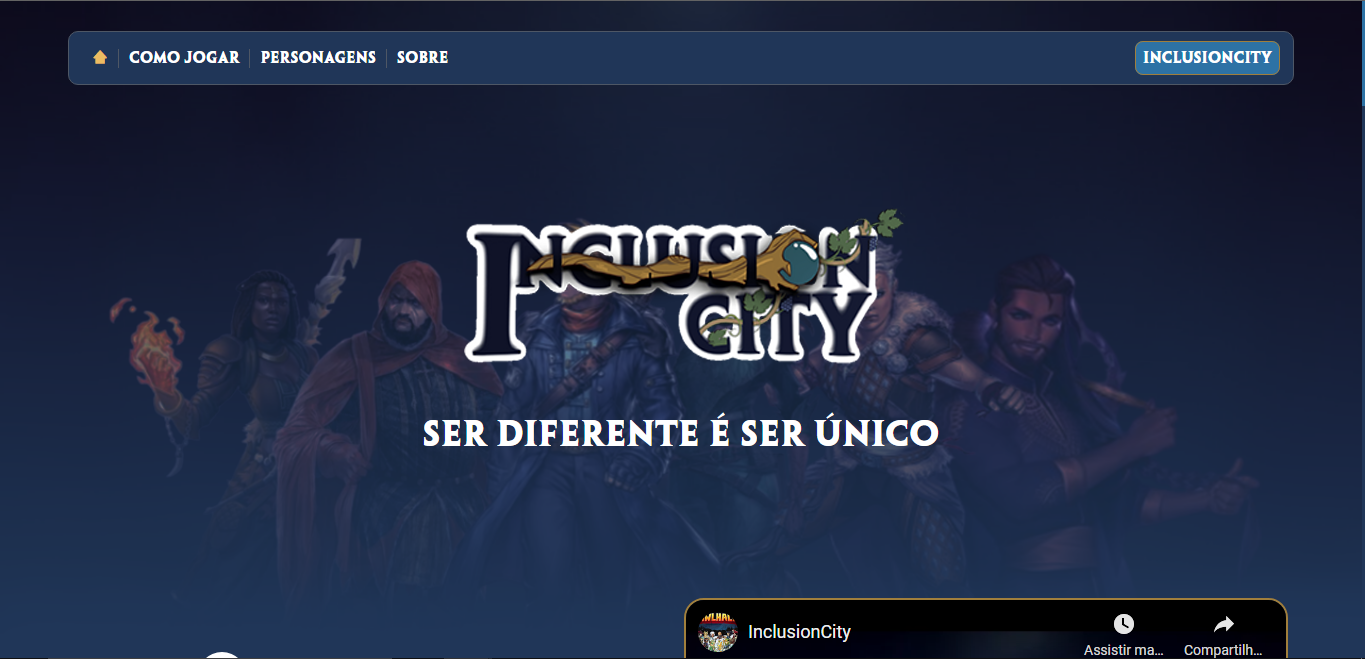 COMO JOGAR PERSONAGENS SOBRE INCLUSIONCITY
INCLUSION
CITY
SER DIFERENTE É SER ÚNICO
InclusionCity
Assistir ma... Compartilh...